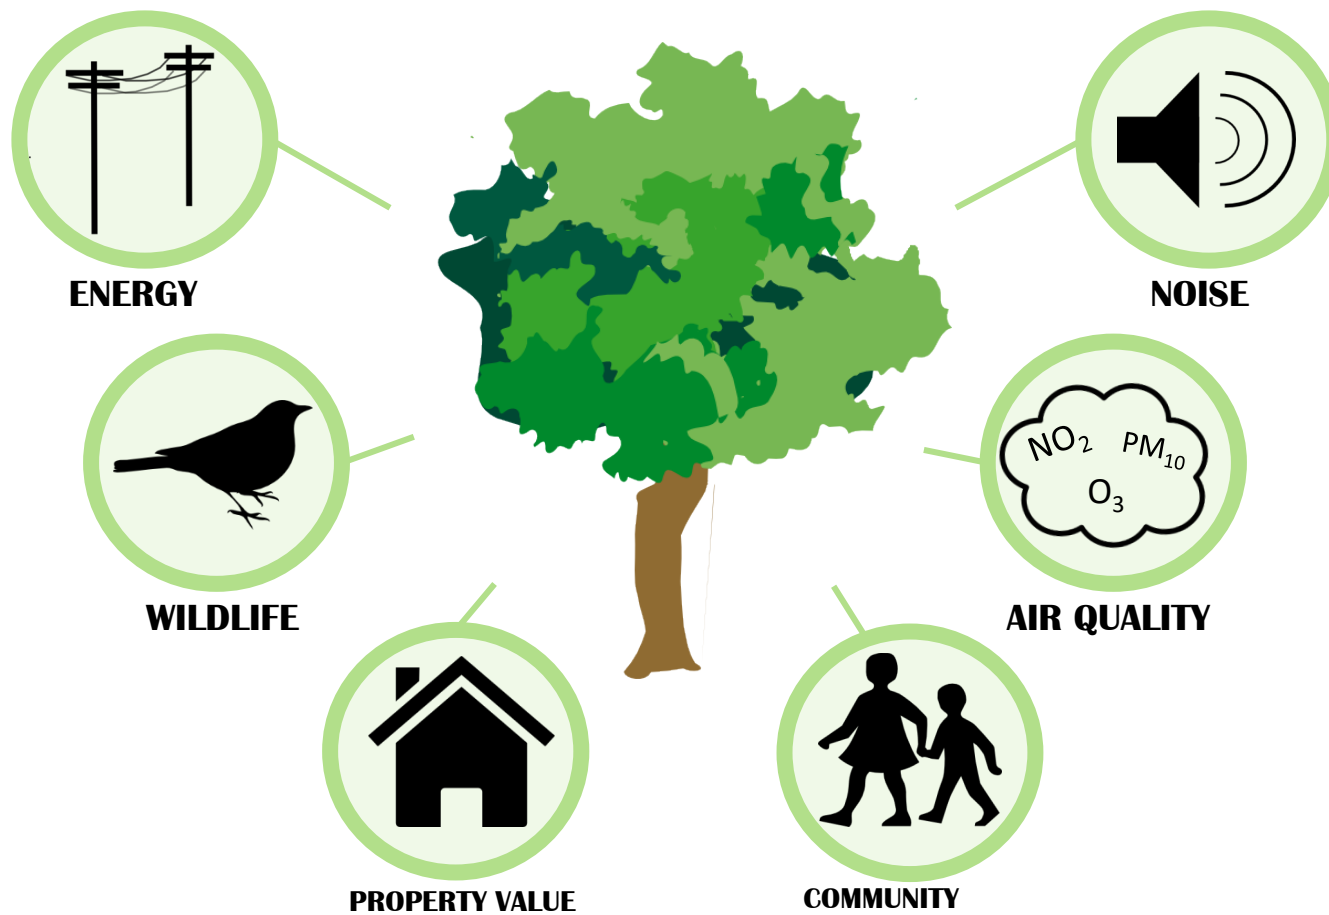 ENERGY
NOISE
WILDLIFE
NO₂
PM₁₀
O₃
AIR QUALITY
PROPERTY VALUE
COMMUNITY